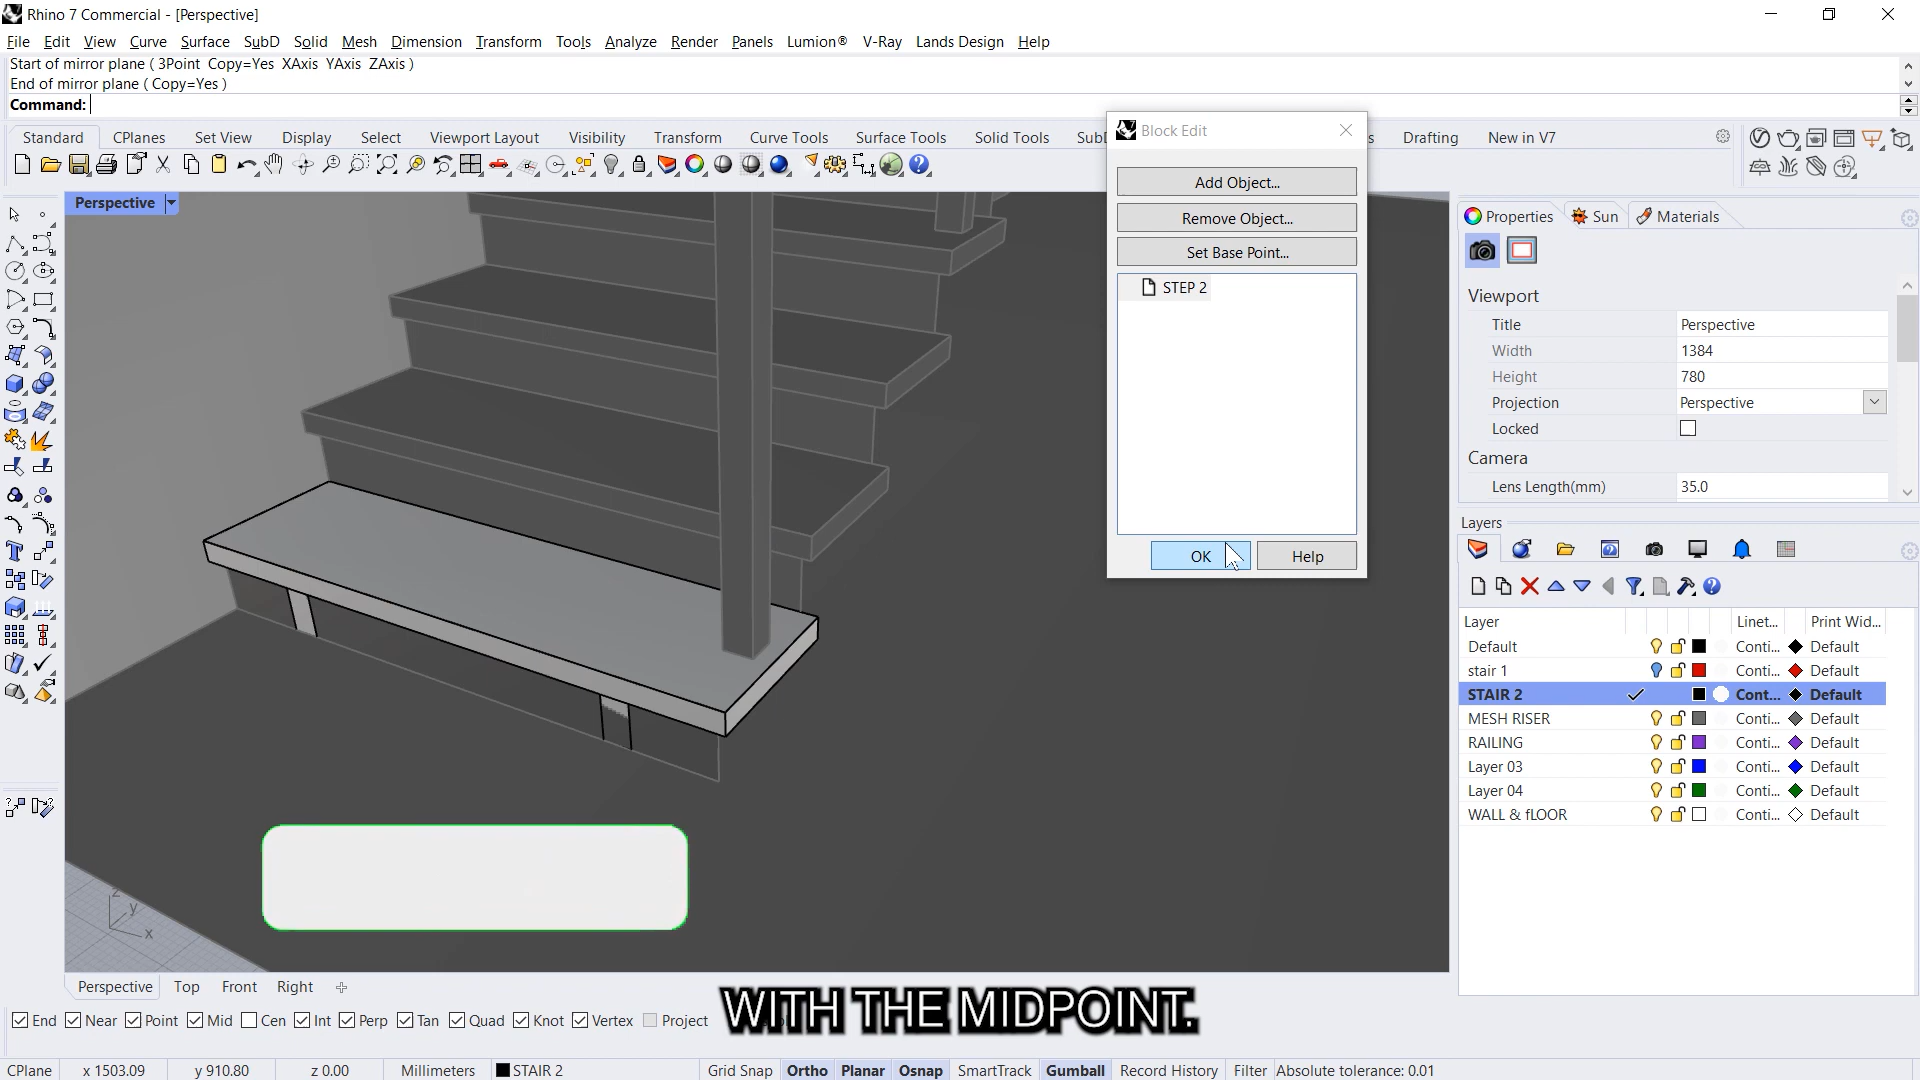 Rhino 7 Commercial - [Perspective]
File Edit View Curve Surface SubD Solid Mesh Dimension Transform Tools Analyze Render Panels Lumion® V-Ray Lands Design Help
Start of mirror plane ( 3Point Copy=Yes XAxis YAxis ZAxis )
End of mirror plane ( Copy=Yes )
Command:
Standard CPlanes Set View Display Select Viewport Layout Visibility Transform Curve Tools Surface Tools Solid Tools Drafting New in V7
Perspective
Block Edit
Add Object...
Remove Object...
Set Base Point...
STEP 2
OK Help
Properties Sun Materials
Viewport
Title Perspective
Width 1384
Height 780
Projection Perspective
Locked
Camera
Lens Length(mm) 35.0
Layers
Layer Linet... Print Wid...
Default Conti... Default
stair 1 Conti... Default
STAIR 2 Cont... Default
MESH RISER Conti... Default
RAILING Conti... Default
Layer 03 Conti... Default
Layer 04 Conti... Default
WALL & fLOOR Conti... Default
z
y
x
Perspective Top Front Right
WITH THE MIDPOINT.
End Near Point Mid Cen Int Perp Tan Quad Knot Vertex Project
CPlane x 1503.09 y 910.80 z 0.00 Millimeters STAIR 2 Grid Snap Ortho Planar Osnap SmartTrack Gumball Record History Filter Absolute tolerance: 0.01